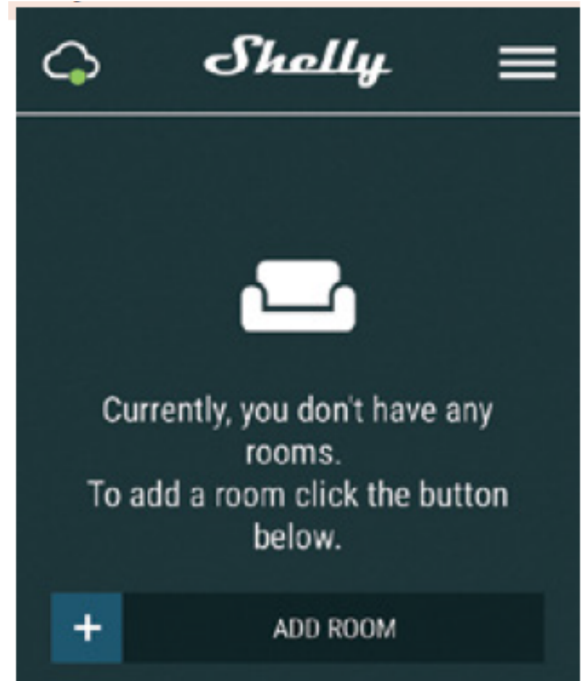 Shelly
Currently, you don't have any
rooms.
To add a room click the button
below.
+ ADD ROOM